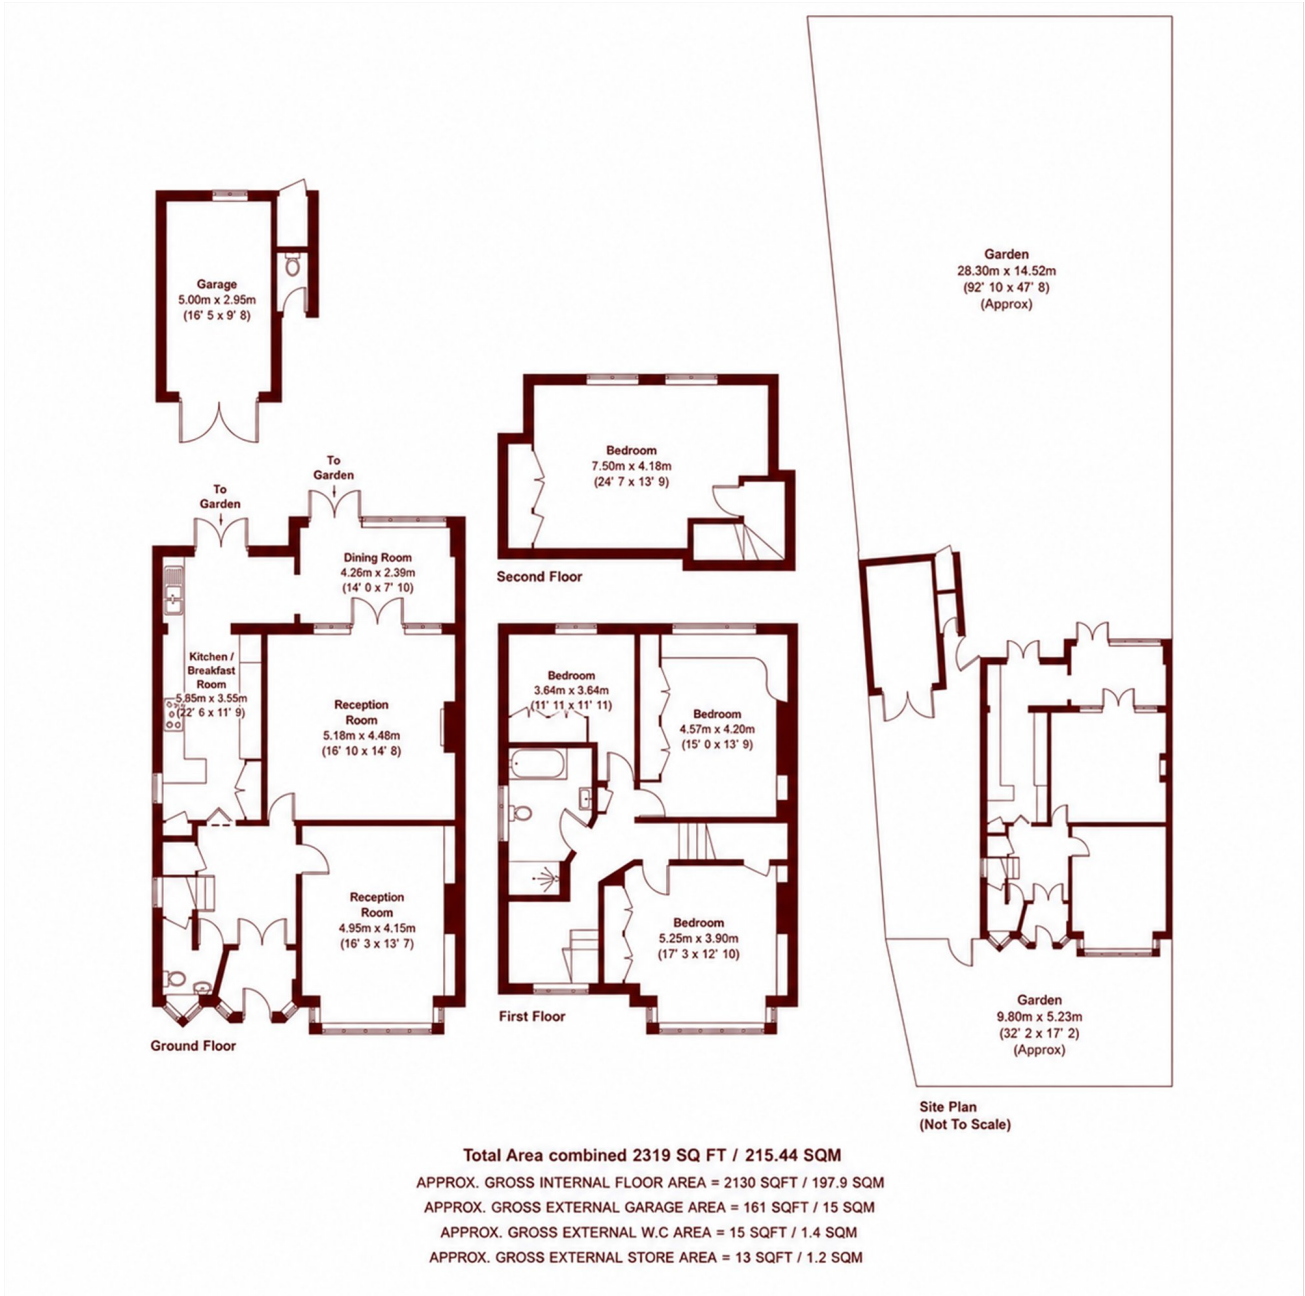 Garden
28.30m x 14.52m
(92' 10 x 47' 8)
(Approx)
Garage
5.00m x 2.95m
(16' 5 x 9' 8)
To
Garden
To
Garden
Dining Room
4.26m x 2.39m
(14' 0 x 7' 10)
Kitchen /
Breakfast
Room
5.85m x 3.55m
(22' 6 x 11' 9)
Reception
Room
5.18m x 4.48m
(16' 10 x 14' 8)
Reception
Room
4.95m x 4.15m
(16' 3 x 13' 7)
Ground Floor
Bedroom
7.50m x 4.18m
(24' 7 x 13' 9)
Second Floor
Bedroom
3.64m x 3.64m
(11' 11 x 11' 11)
Bedroom
4.57m x 4.20m
(15' 0 x 13' 9)
Bedroom
5.25m x 3.90m
(17' 3 x 12' 10)
First Floor
Garden
9.80m x 5.23m
(32' 2 x 17' 2)
(Approx)
Site Plan
(Not To Scale)
Total Area combined 2319 SQ FT / 215.44 SQM
APPROX. GROSS INTERNAL FLOOR AREA = 2130 SQFT / 197.9 SQM
APPROX. GROSS EXTERNAL GARAGE AREA = 161 SQFT / 15 SQM
APPROX. GROSS EXTERNAL W.C AREA = 15 SQFT / 1.4 SQM
APPROX. GROSS EXTERNAL STORE AREA = 13 SQFT / 1.2 SQM